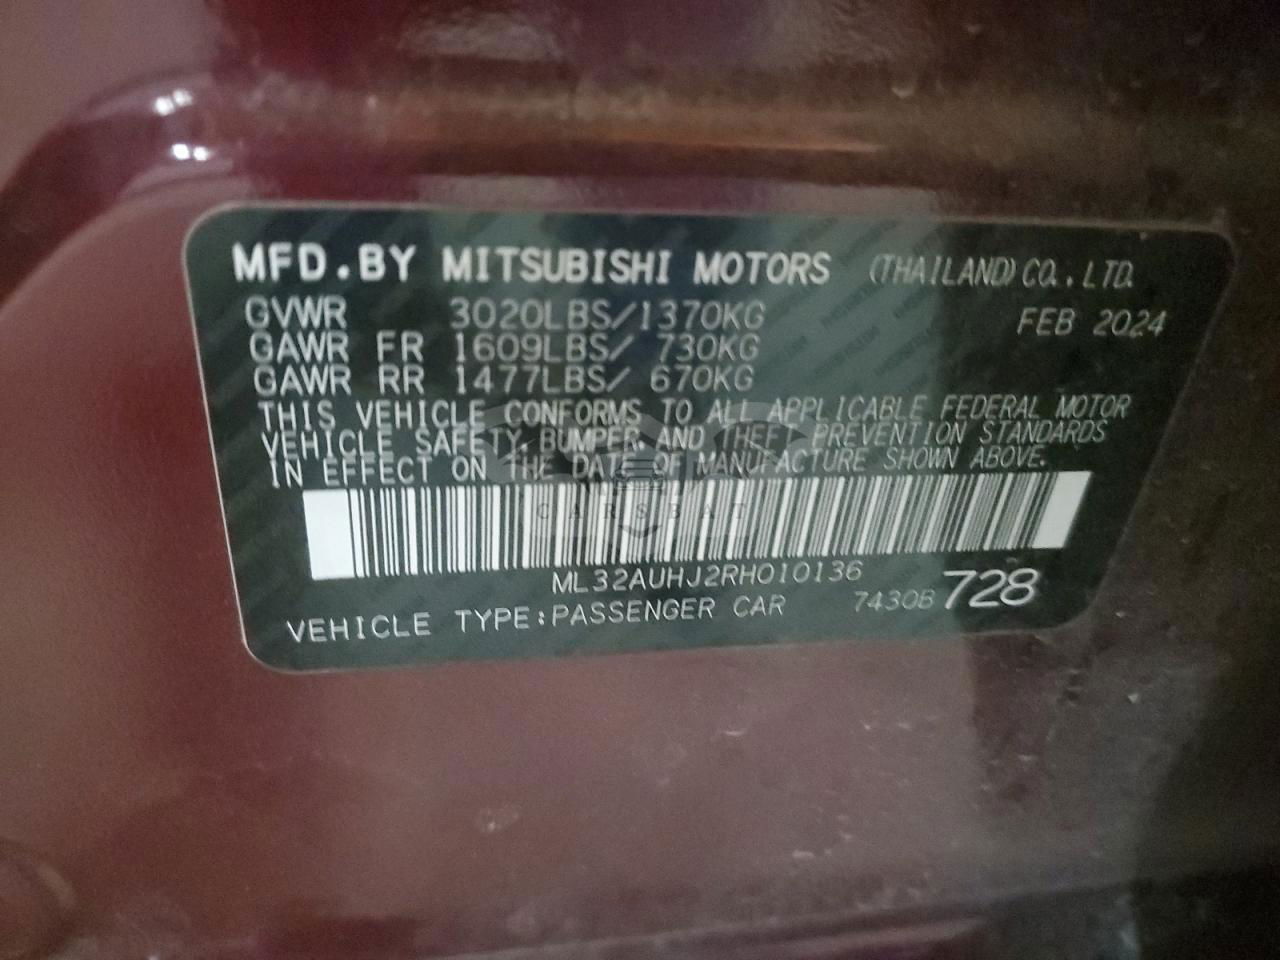 MFD.BY MITSUBISHI MOTORS (THAILAND) CO., LTD.
GVWR 3020LBS/1370KG FEB 2024
GAWR FR 1609LBS/ 730KG
GAWR RR 1477LBS/ 670KG
THIS VEHICLE CONFORMS TO ALL APPLICABLE FEDERAL MOTOR
VEHICLE SAFETY, BUMPER, AND THEFT PREVENTION STANDARDS
IN EFFECT ON THE DATE OF MANUFACTURE SHOWN ABOVE.
CARSBAT
ML32AUHJ2RH010136
VEHICLE TYPE:PASSENGER CAR 7430B 728